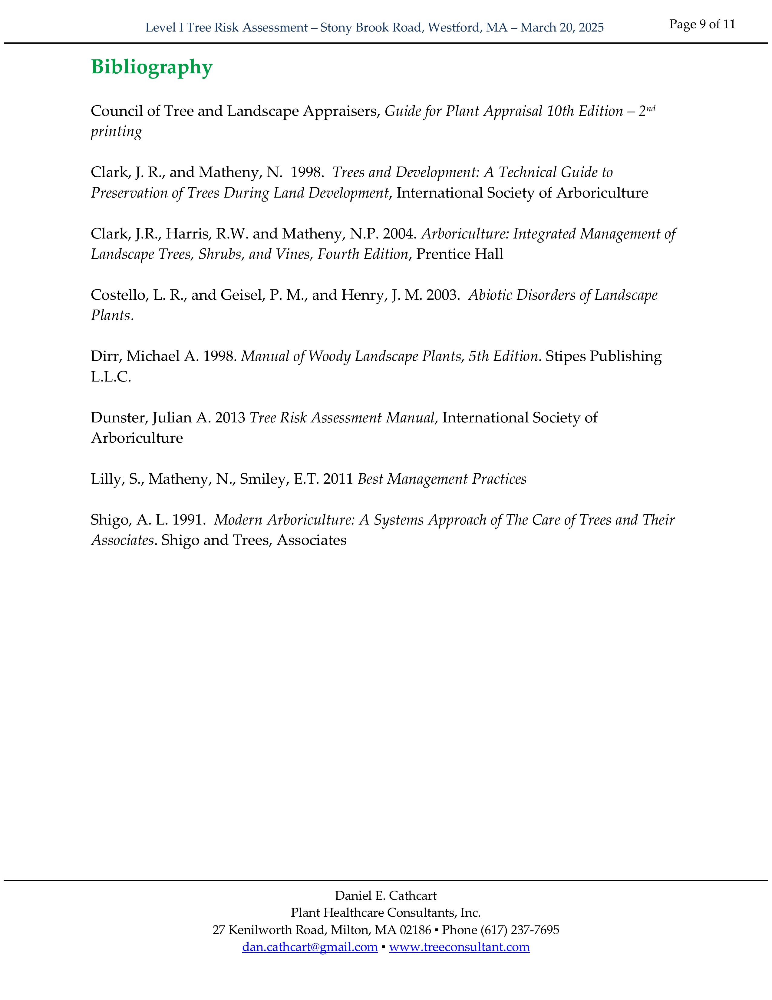 Level I Tree Risk Assessment – Stony Brook Road, Westford, MA – March 20, 2025
Page 9 of 11
Bibliography
Council of Tree and Landscape Appraisers, Guide for Plant Appraisal 10th Edition – 2nd
printing
Clark, J. R., and Matheny, N.  1998.  Trees and Development: A Technical Guide to
Preservation of Trees During Land Development, International Society of Arboriculture
Clark, J.R., Harris, R.W. and Matheny, N.P. 2004. Arboriculture: Integrated Management of
Landscape Trees, Shrubs, and Vines, Fourth Edition, Prentice Hall
Costello, L. R., and Geisel, P. M., and Henry, J. M. 2003.  Abiotic Disorders of Landscape
Plants.
Dirr, Michael A. 1998. Manual of Woody Landscape Plants, 5th Edition. Stipes Publishing
L.L.C.
Dunster, Julian A. 2013 Tree Risk Assessment Manual, International Society of
Arboriculture
Lilly, S., Matheny, N., Smiley, E.T. 2011 Best Management Practices
Shigo, A. L. 1991.  Modern Arboriculture: A Systems Approach of The Care of Trees and Their
Associates. Shigo and Trees, Associates
Daniel E. Cathcart
Plant Healthcare Consultants, Inc.
27 Kenilworth Road, Milton, MA 02186 ▪ Phone (617) 237-7695
dan.cathcart@gmail.com ▪ www.treeconsultant.com